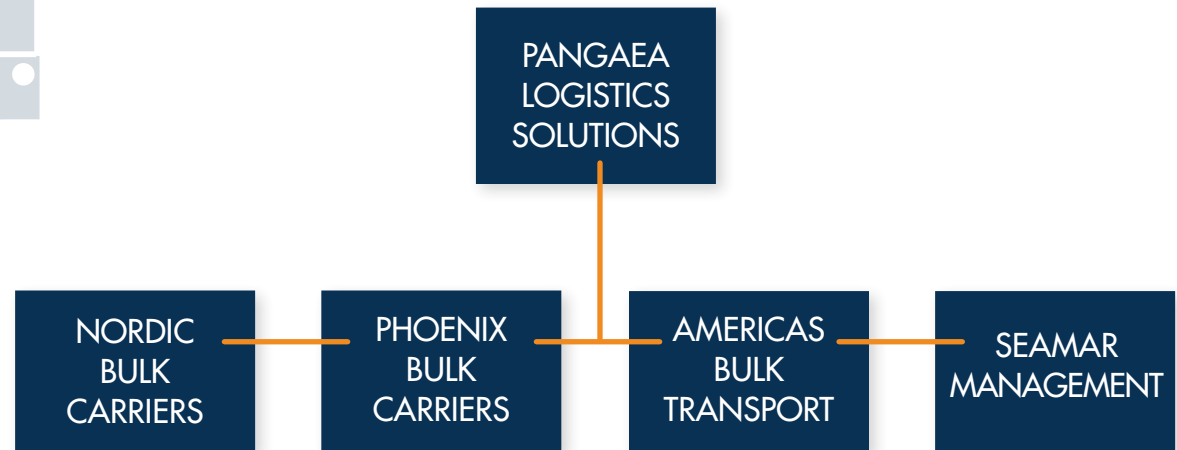 PANGAEA
LOGISTICS
SOLUTIONS
NORDIC
BULK
CARRIERS
PHOENIX
BULK
CARRIERS
AMERICAS
BULK
TRANSPORT
SEAMAR
MANAGEMENT